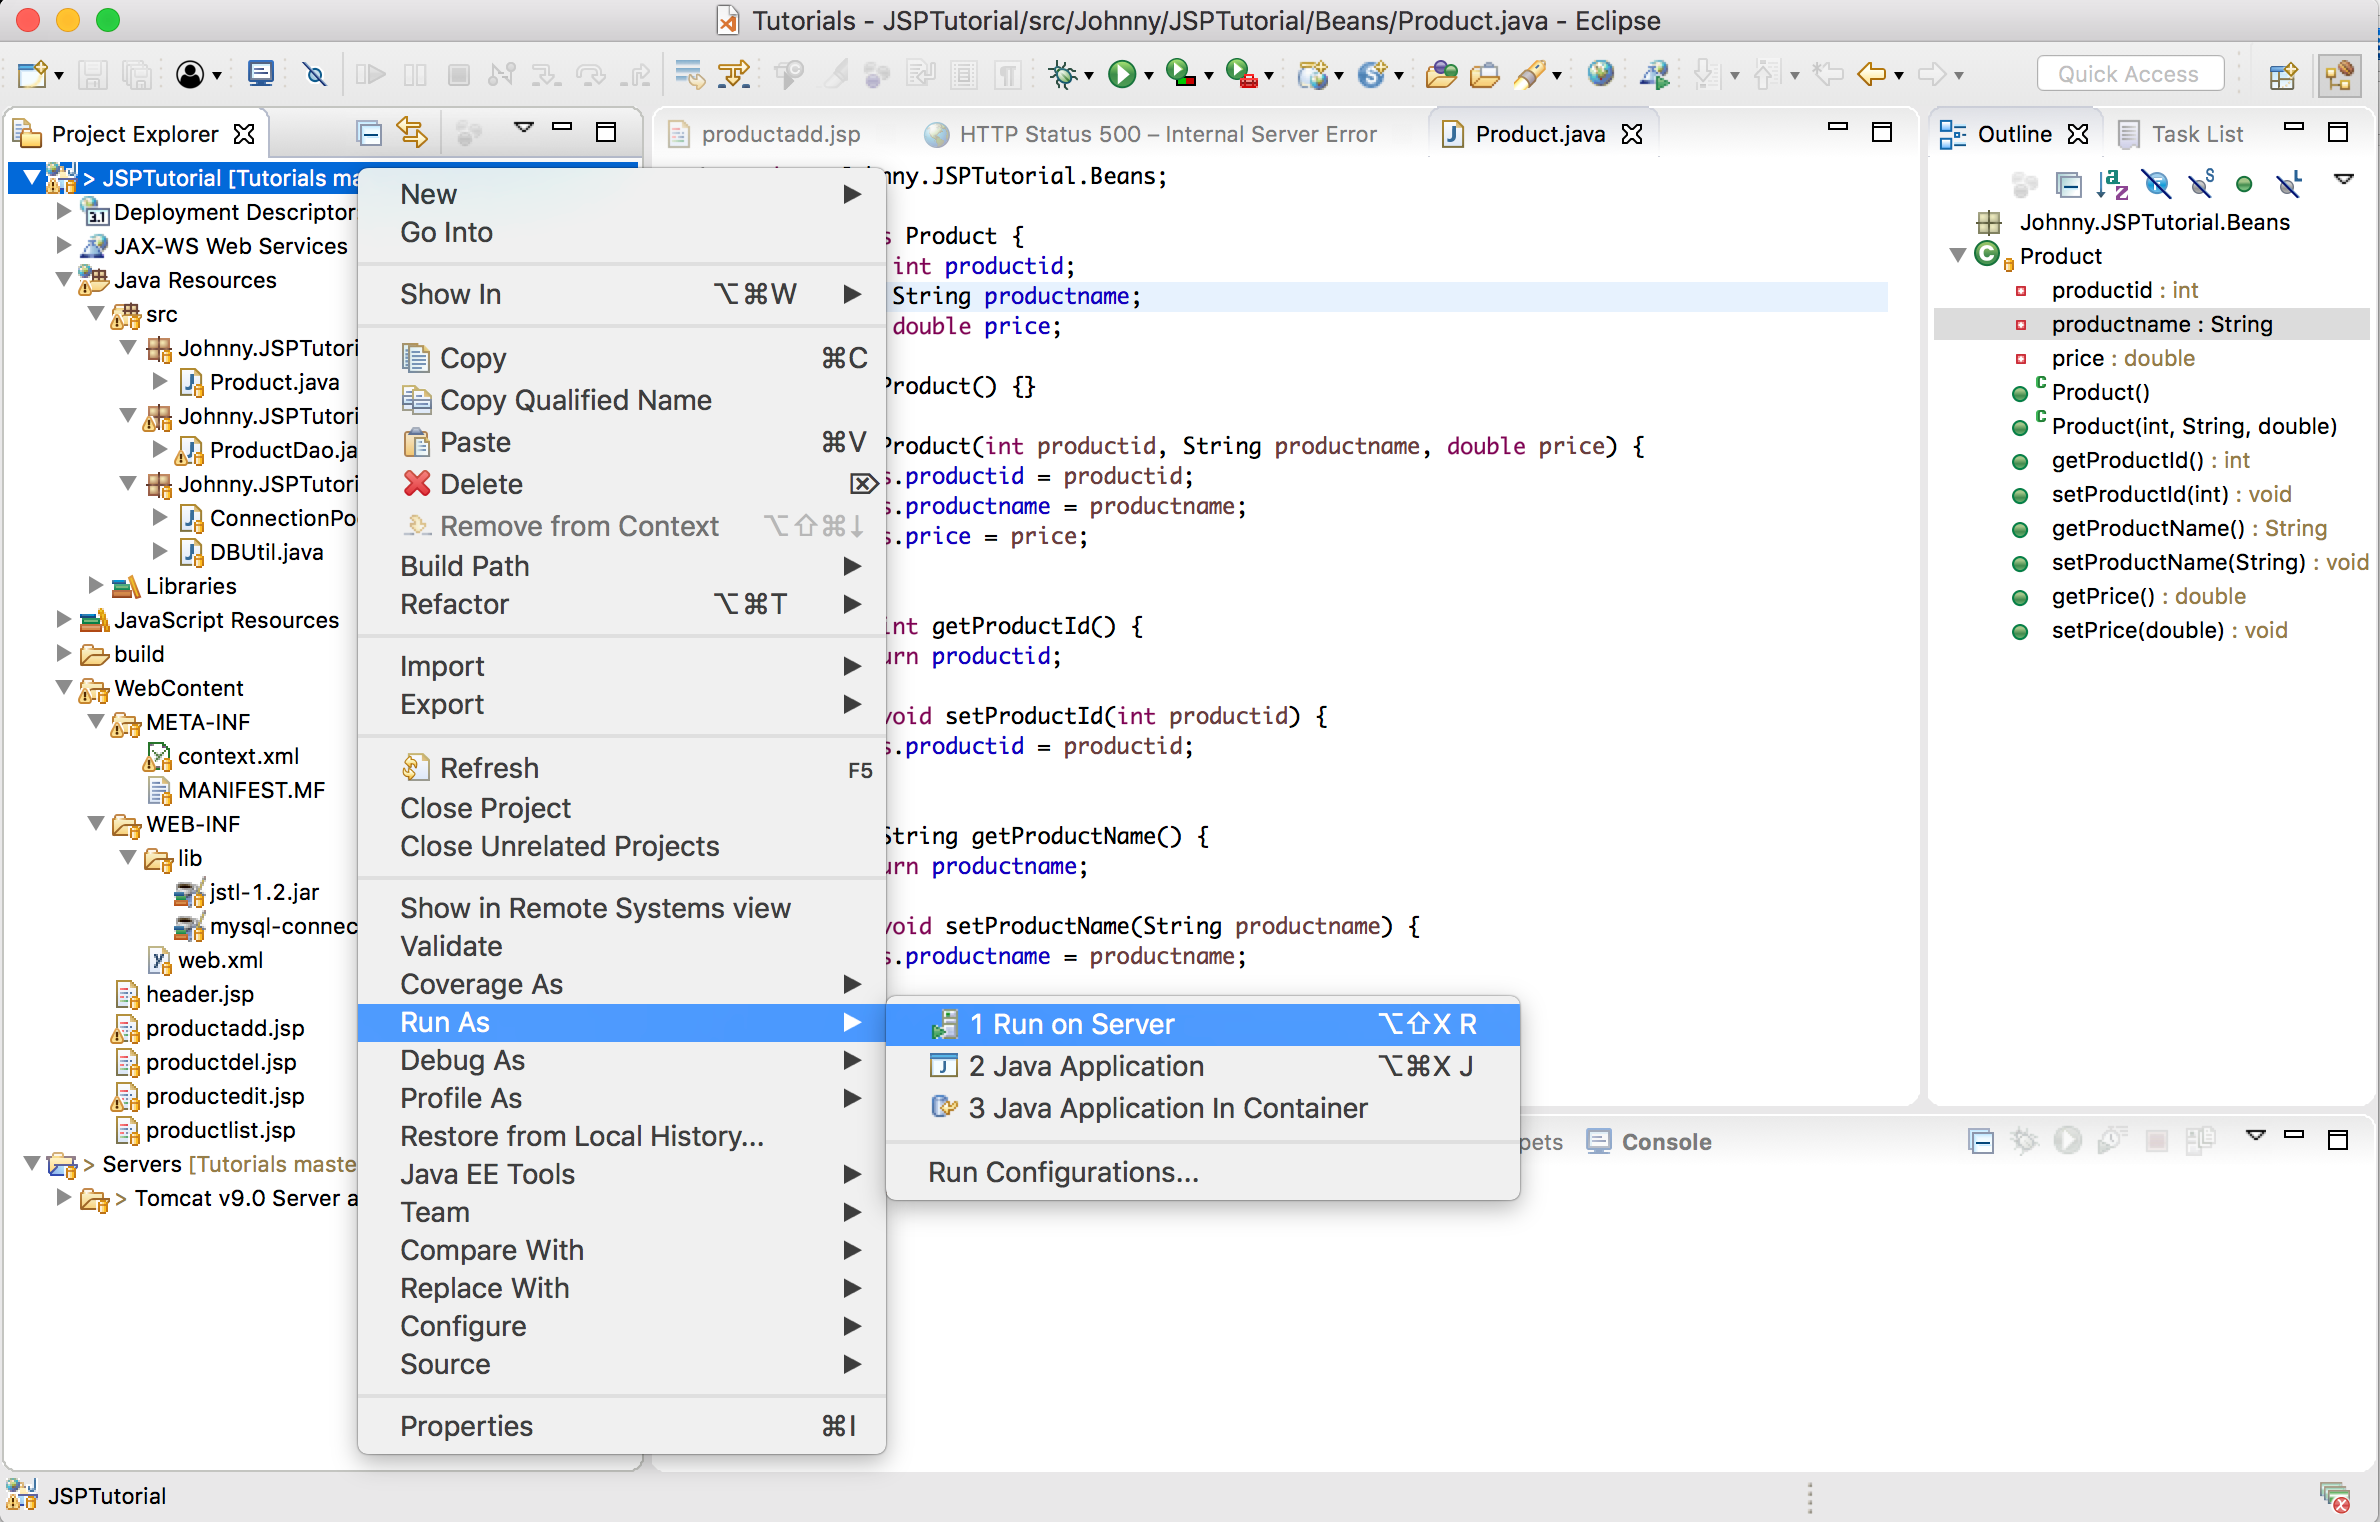 Tutorials - JSPTutorial/src/Johnny/JSPTutorial/Beans/Product.java - Eclipse
Quick Access
Project Explorer
> JSPTutorial [Tutorials ma
Deployment Descriptor
3.1
JAX-WS Web Services
Java Resources
src
Johnny.JSPTutori
Product.java
Johnny.JSPTutori
ProductDao.ja
Johnny.JSPTutori
ConnectionPo
DBUtil.java
Libraries
JavaScript Resources
build
WebContent
META-INF
context.xml
MANIFEST.MF
WEB-INF
lib
jstl-1.2.jar
mysql-connec
web.xml
header.jsp
productadd.jsp
productdel.jsp
productedit.jsp
productlist.jsp
> Servers [Tutorials maste
> Tomcat v9.0 Server a
New
Go Into
Show In ⌥⌘W
Copy ⌘C
Copy Qualified Name
Paste ⌘V
Delete ⌦
Remove from Context ⌥⇧⌘↓
Build Path
Refactor ⌥⌘T
Import
Export
Refresh F5
Close Project
Close Unrelated Projects
Show in Remote Systems view
Validate
Coverage As
Run As
Debug As
Profile As
Restore from Local History...
Java EE Tools
Team
Compare With
Replace With
Configure
Source
Properties ⌘I
1 Run on Server ⌥⇧X R
2 Java Application ⌥⌘X J
3 Java Application In Container
Run Configurations...
productadd.jsp
HTTP Status 500 – Internal Server Error
Product.java
nny.JSPTutorial.Beans;
s Product {
int productid;
String productname;
double price;
Product() {}
Product(int productid, String productname, double price) {
s.productid = productid;
s.productname = productname;
s.price = price;
int getProductId() {
urn productid;
void setProductId(int productid) {
s.productid = productid;
String getProductName() {
urn productname;
void setProductName(String productname) {
s.productname = productname;
pets
Console
Outline
Task List
Johnny.JSPTutorial.Beans
Product
productid : int
productname : String
price : double
Product()
Product(int, String, double)
getProductId() : int
setProductId(int) : void
getProductName() : String
setProductName(String) : void
getPrice() : double
setPrice(double) : void
JSPTutorial